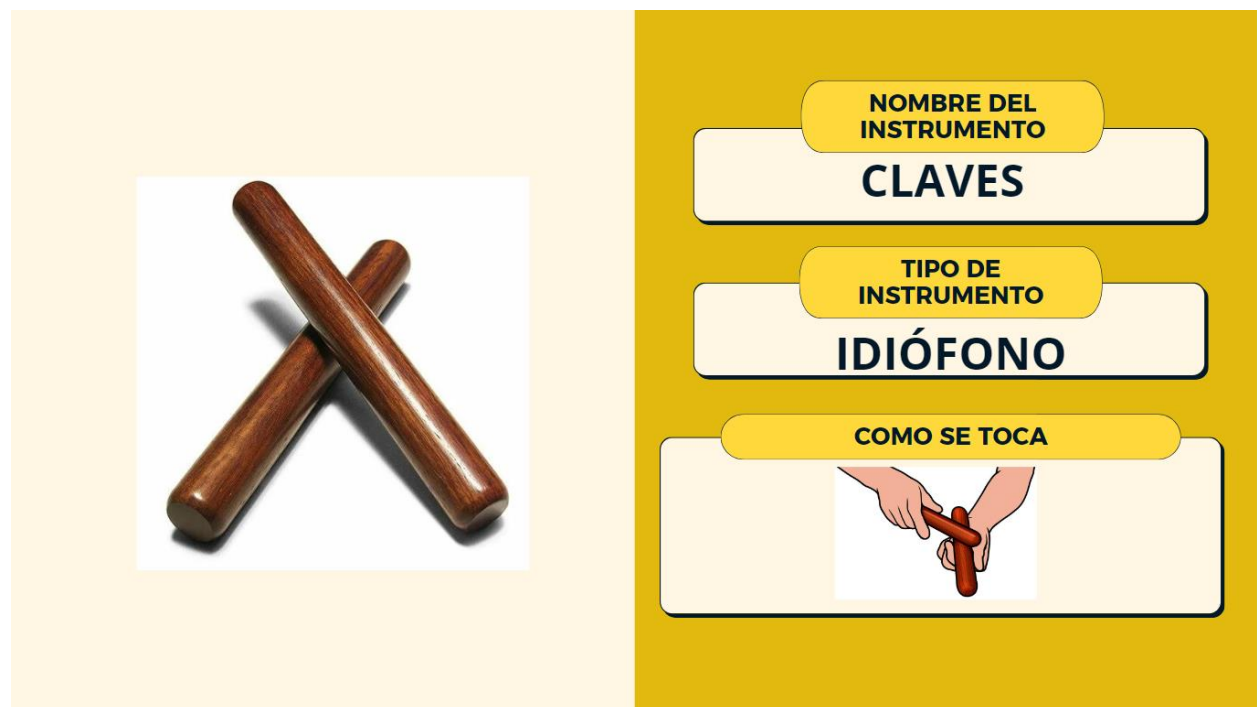 NOMBRE DEL
INSTRUMENTO
CLAVES
TIPO DE
INSTRUMENTO
IDIÓFONO
COMO SE TOCA